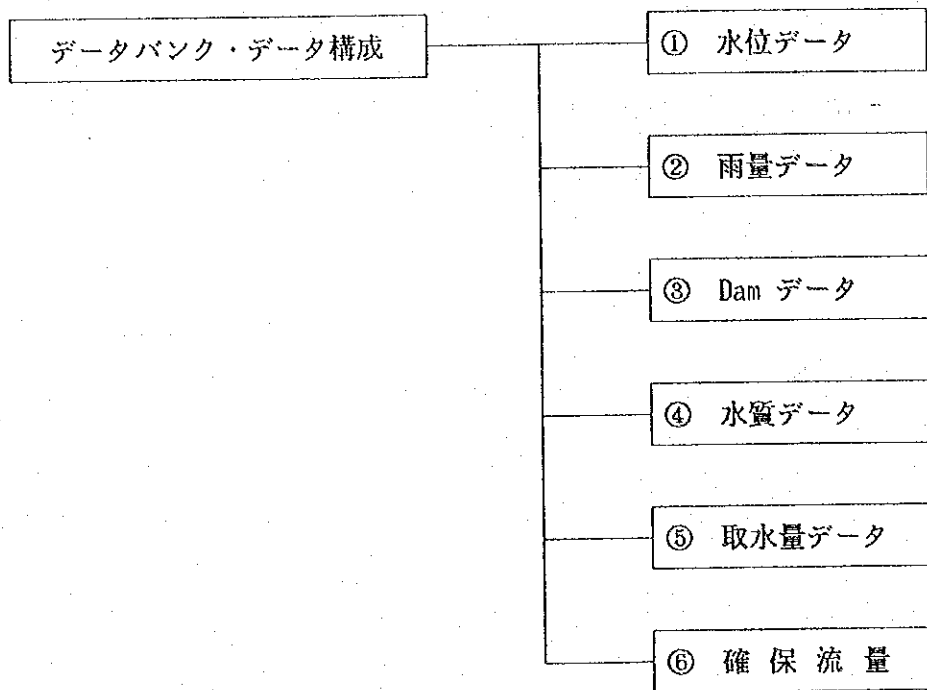 データバンク・データ構成
① 水位データ
② 雨量データ
③ Dam データ
④ 水質データ
⑤ 取水量データ
⑥ 確保流量